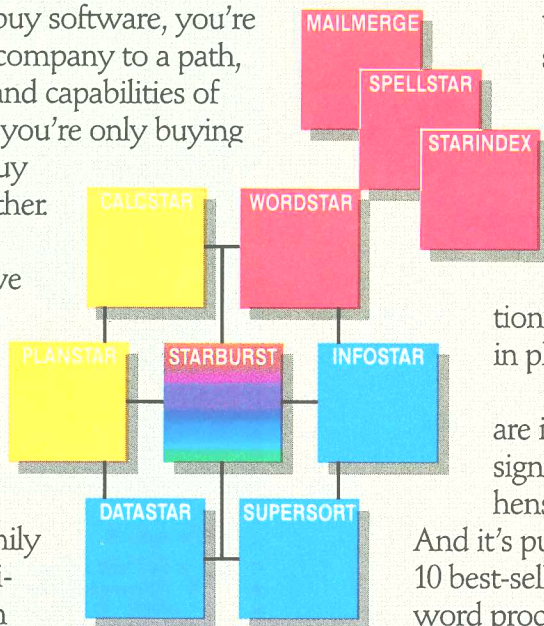 buy software, you're
company to a path,
and capabilities of
you're only buying
uy
ther.
ve
MAILMERGE
SPELLSTAR
STARINDEX
CALCSTAR
WORDSTAR
PLANSTAR
STARBURST
INFOSTAR
DATASTAR
SUPERSORT
tion
in pl
are i
sign
hens
And it's pu
10 best-sell
word proc
nily
i-
n